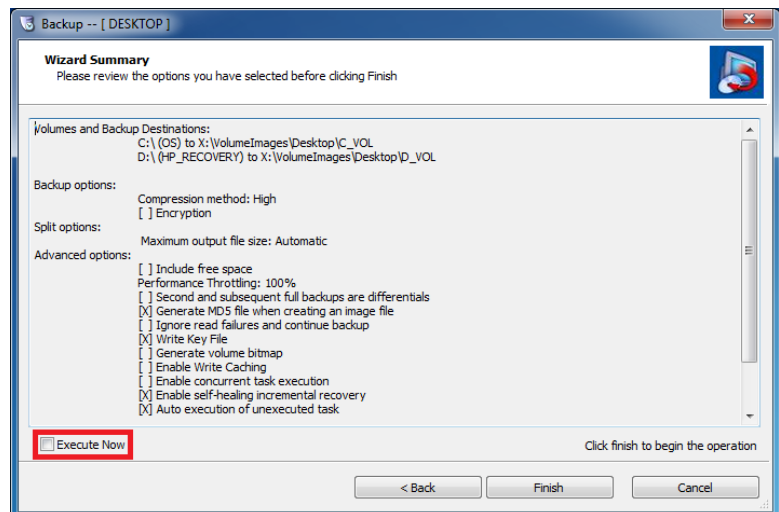 Backup -- [ DESKTOP ]
Wizard Summary
Please review the options you have selected before clicking Finish
Volumes and Backup Destinations:
C:\ (OS) to X:\VolumeImages\Desktop\C_VOL
D:\ (HP_RECOVERY) to X:\VolumeImages\Desktop\D_VOL
Backup options:
Compression method: High
[ ] Encryption
Split options:
Maximum output file size: Automatic
Advanced options:
[ ] Include free space
Performance Throttling: 100%
[ ] Second and subsequent full backups are differentials
[X] Generate MD5 file when creating an image file
[ ] Ignore read failures and continue backup
[X] Write Key File
[ ] Generate volume bitmap
[ ] Enable Write Caching
[ ] Enable concurrent task execution
[X] Enable self-healing incremental recovery
[X] Auto execution of unexecuted task
Execute Now
Click finish to begin the operation
< Back
Finish
Cancel